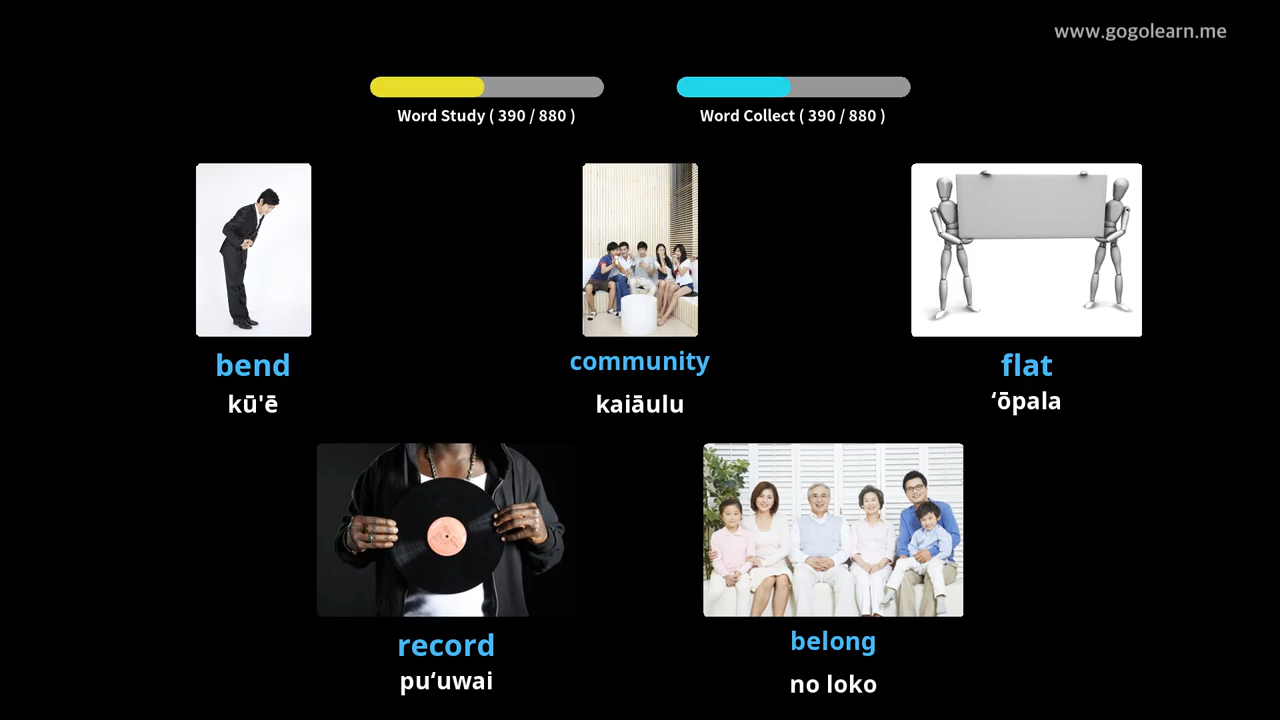 www.gogolearn.me
Word Study ( 390 / 880 )
Word Collect ( 390 / 880 )
bend
kū'ē
community
kaiāulu
flat
ʻōpala
record
puʻuwai
belong
no loko